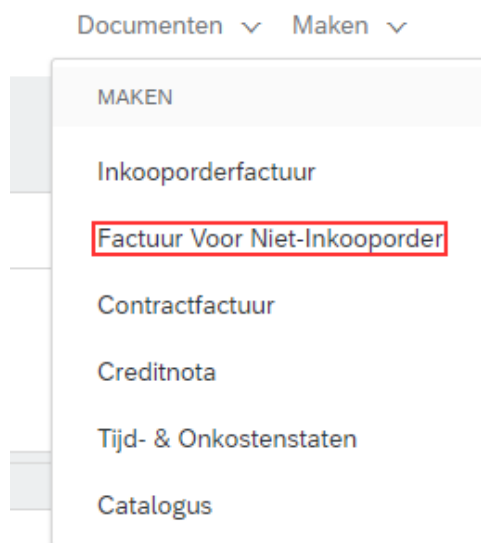 Documenten Maken
MAKEN
Inkooporderfactuur
Factuur Voor Niet-Inkooporder
Contractfactuur
Creditnota
Tijd- & Onkostenstaten
Catalogus